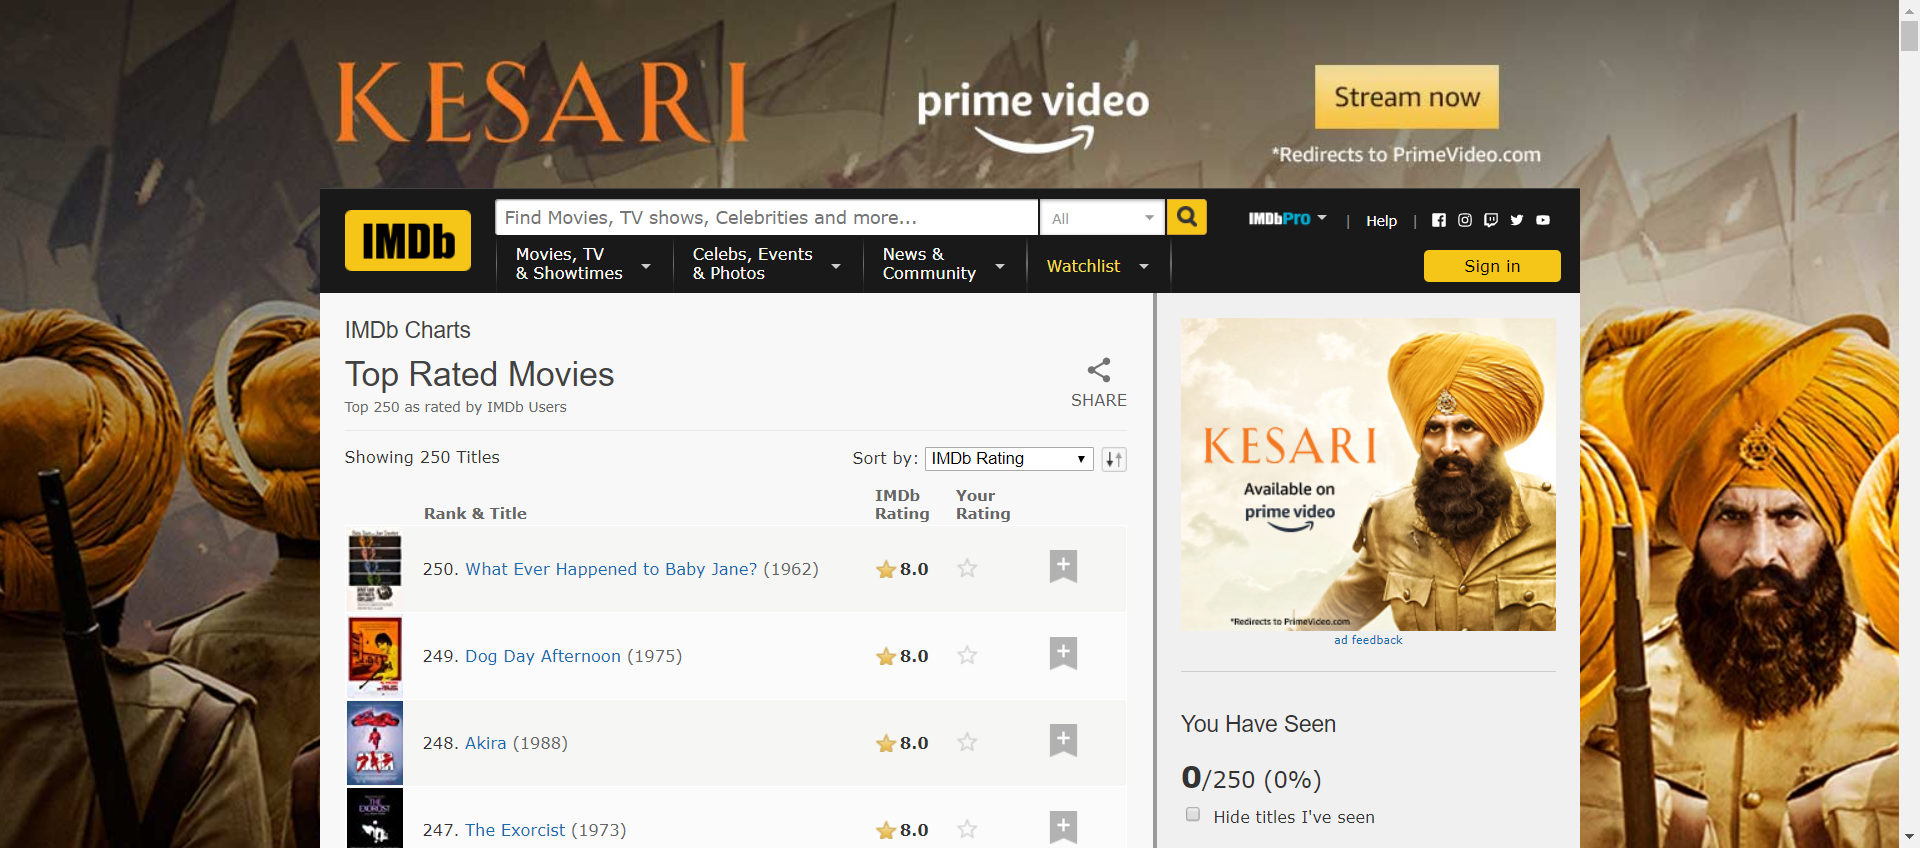 KESARI
prime video
Stream now
*Redirects to PrimeVideo.com
IMDb
Find Movies, TV shows, Celebrities and more...
All
IMDbPro
|
Help
|
Movies, TV
& Showtimes
Celebs, Events
& Photos
News &
Community
Watchlist
Sign in
IMDb Charts
Top Rated Movies
Top 250 as rated by IMDb Users
SHARE
Showing 250 Titles
Sort by: IMDb Rating
Rank & Title
IMDb
Rating
Your
Rating
250. What Ever Happened to Baby Jane? (1962) 8.0
249. Dog Day Afternoon (1975) 8.0
248. Akira (1988) 8.0
THE
EXORCIST
247. The Exorcist (1973) 8.0
KESARI
Available on
prime video
*Redirects to PrimeVideo.com
ad feedback
You Have Seen
0/250 (0%)
Hide titles I've seen